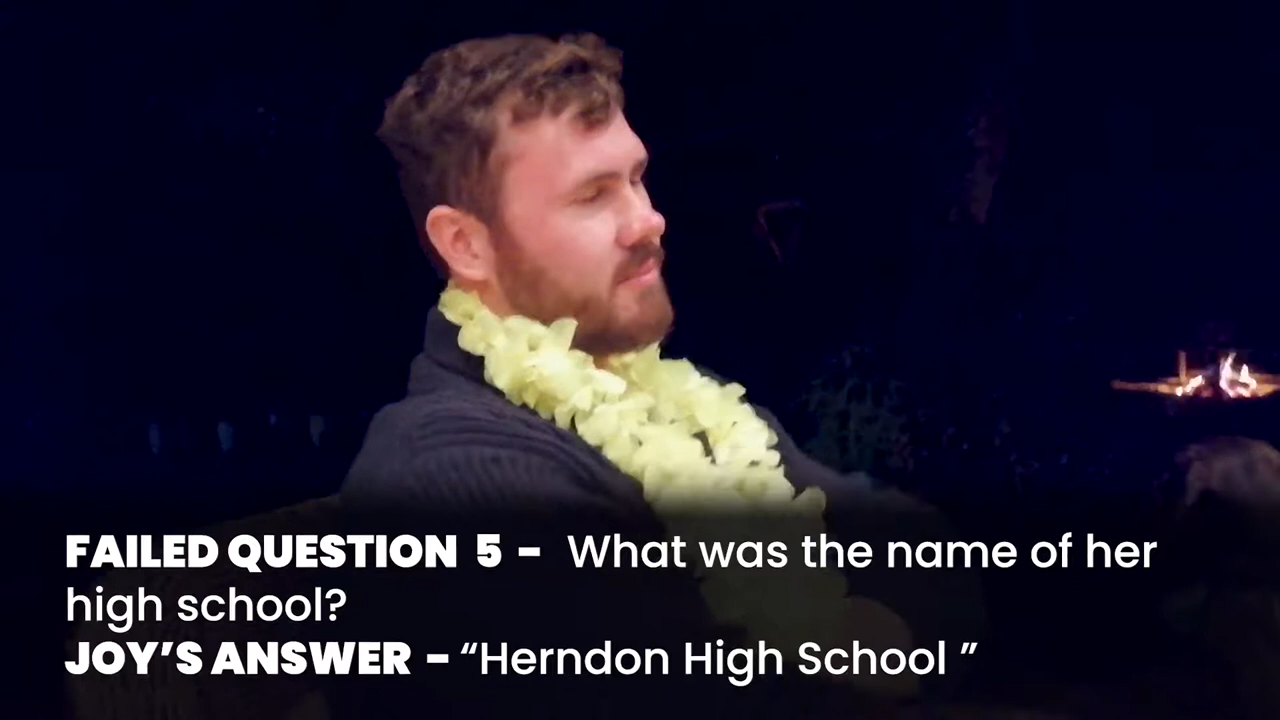 FAILED QUESTION 5 - What was the name of her
high school?
JOY'S ANSWER - “Herndon High School ”